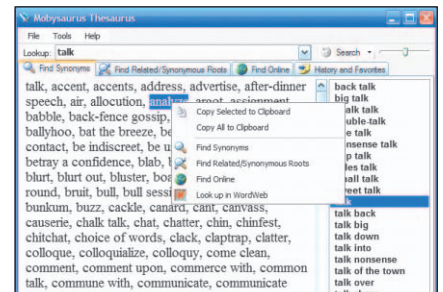 Mobysaurus Thesaurus
File Tools Help
Lookup: talk Search
Find Synonyms Find Related/Synonymous Roots Find Online History and Favorites
talk, accent, accents, address, advertise, after-dinner
speech, air, allocution, analyze, argot, assignment,
babble, back-fence gossip,
ballyhoo, bat the breeze, be
contact, be indiscreet, be u
betray a confidence, blab, b
blurt, blurt out, bluster, boa
round, bruit, bull, bull sessi
bunkum, buzz, cackle, canard, cant, canvass,
causerie, chalk talk, chat, chatter, chin, chinfest,
chitchat, choice of words, clack, claptrap, clatter,
colloque, colloquialize, colloquy, come clean,
comment, comment upon, commerce with, common
talk, commune with, communicate, communicate
Copy Selected to Clipboard
Copy All to Clipboard
Find Synonyms
Find Related/Synonymous Roots
Find Online
Look up in WordWeb
back talk
big talk
alk talk
uble-talk
e talk
nsense talk
p talk
les talk
all talk
eet talk
lk
talk back
talk big
talk down
talk into
talk nonsense
talk of the town
talk over